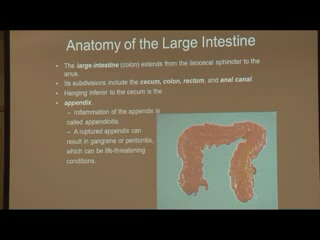 Anatomy of the Large Intestine
• The large intestine (colon) extends from the ileocecal sphincter to the
anus.
• Its subdivisions include the cecum, colon, rectum, and anal canal.
• Hanging inferior to the cecum is the
• appendix.
– Inflammation of the appendix is
called appendicitis.
– A ruptured appendix can
result in gangrene or peritonitis,
which can be life-threatening
conditions.